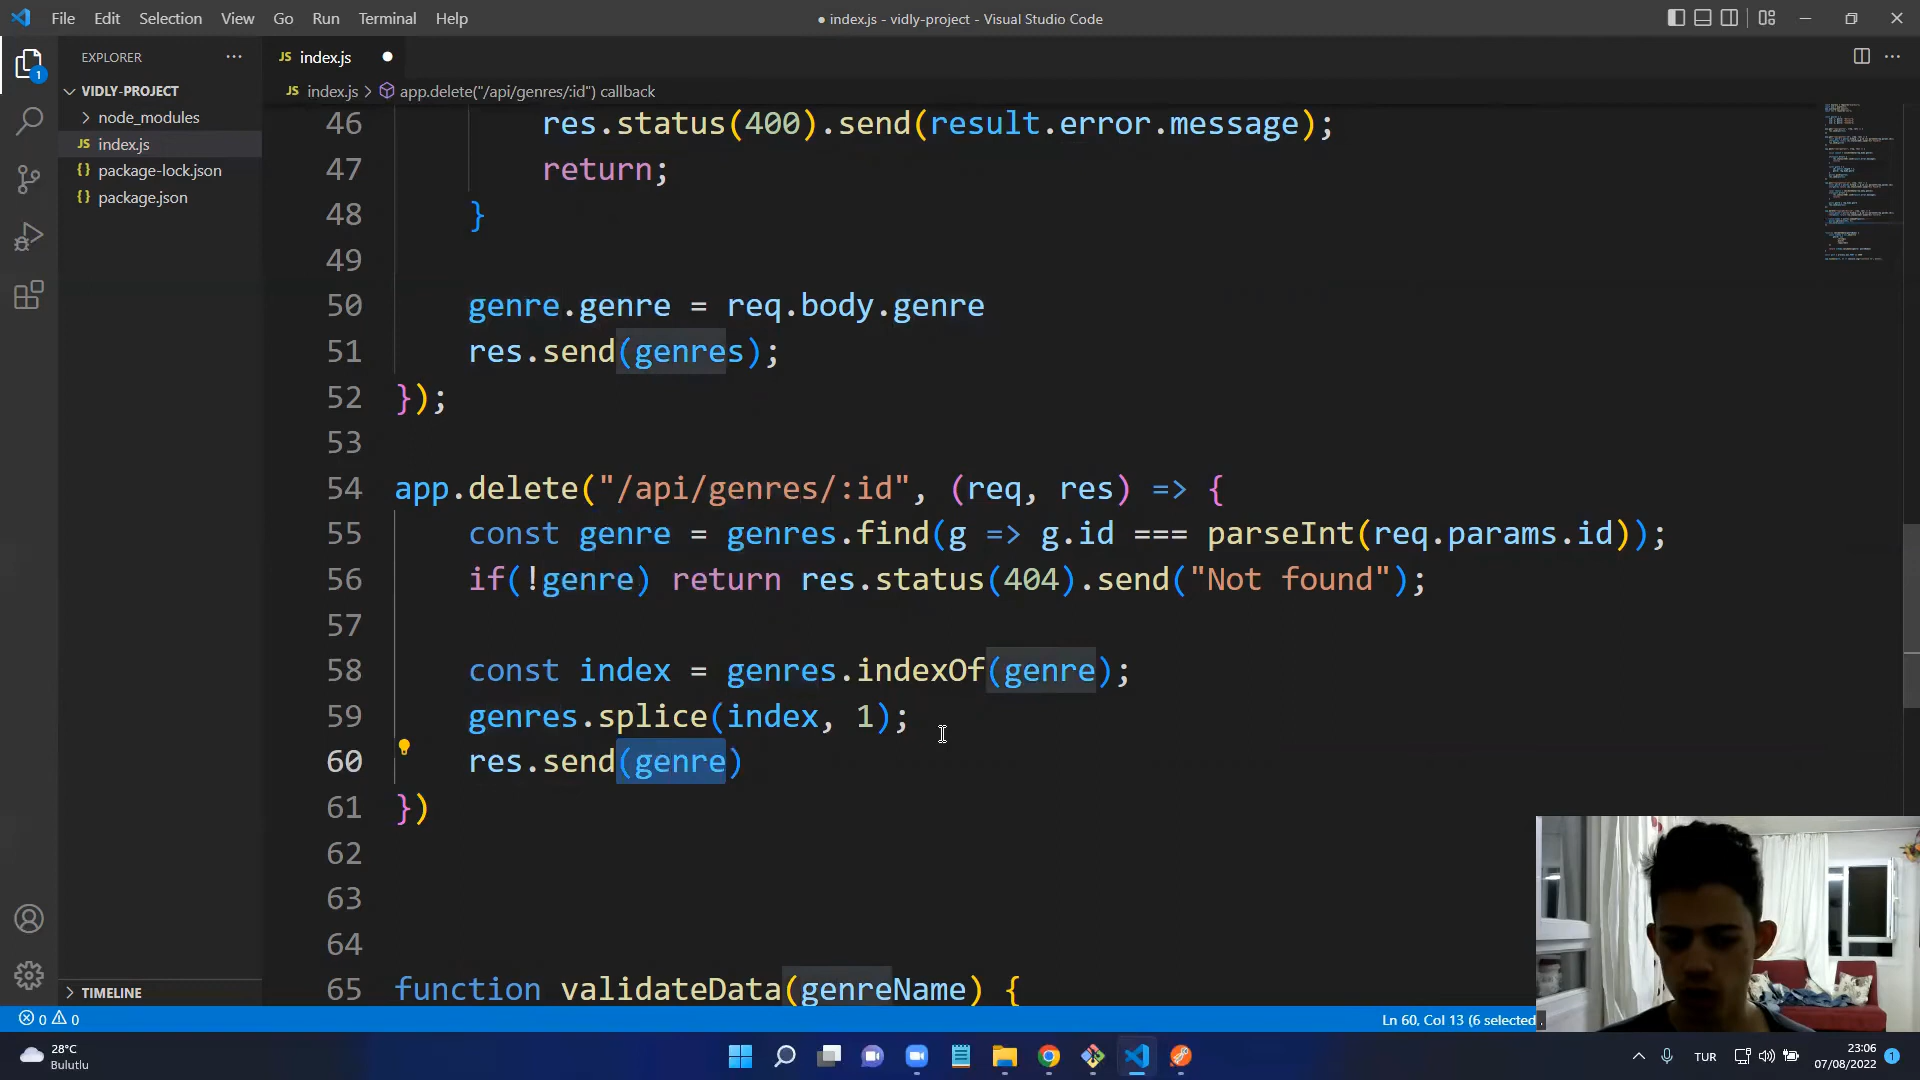 File Edit Selection View Go Run Terminal Help
● index.js - vidly-project - Visual Studio Code
EXPLORER
VIDLY-PROJECT
node_modules
JS index.js
{} package-lock.json
{} package.json
TIMELINE
1
JS index.js ●
JS index.js > app.delete("/api/genres/:id") callback
46 res.status(400).send(result.error.message);
47 return;
48 }
49
50 genre.genre = req.body.genre
51 res.send(genres);
52 });
53
54 app.delete("/api/genres/:id", (req, res) => {
55 const genre = genres.find(g => g.id === parseInt(req.params.id));
56 if(!genre) return res.status(404).send("Not found");
57
58 const index = genres.indexOf(genre);
59 genres.splice(index, 1);
60 res.send(genre)
61 })
62
63
64
65 function validateData(genreName) {
0 0
Ln 60, Col 13 (6 selected
28°C
Bulutlu
TUR
23:06
07/08/2022
1